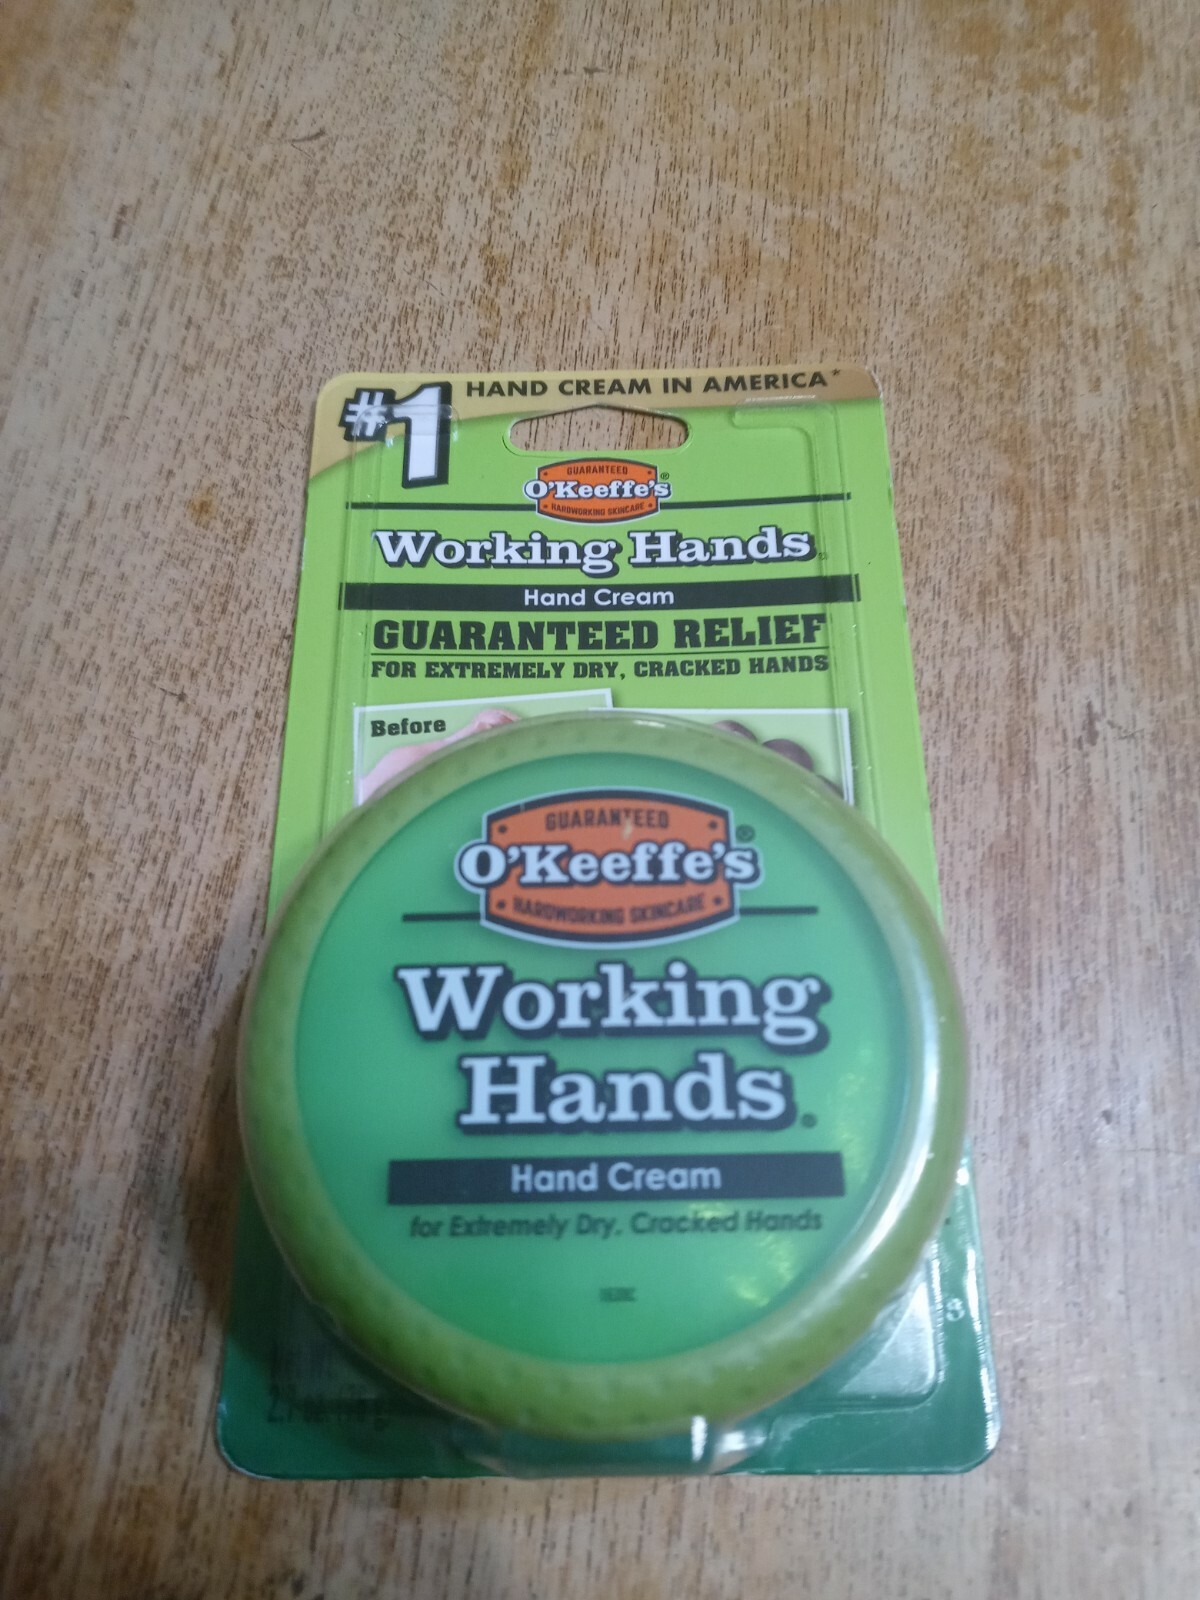 #1 HAND CREAM IN AMERICA*
GUARANTEED
O'Keeffe's®
HARDWORKING SKINCARE
Working Hands®
Hand Cream
GUARANTEED RELIEF
FOR EXTREMELY DRY, CRACKED HANDS
Before
GUARANTEED
O'Keeffe's®
HARDWORKING SKINCARE
Working
Hands®
Hand Cream
for Extremely Dry, Cracked Hands